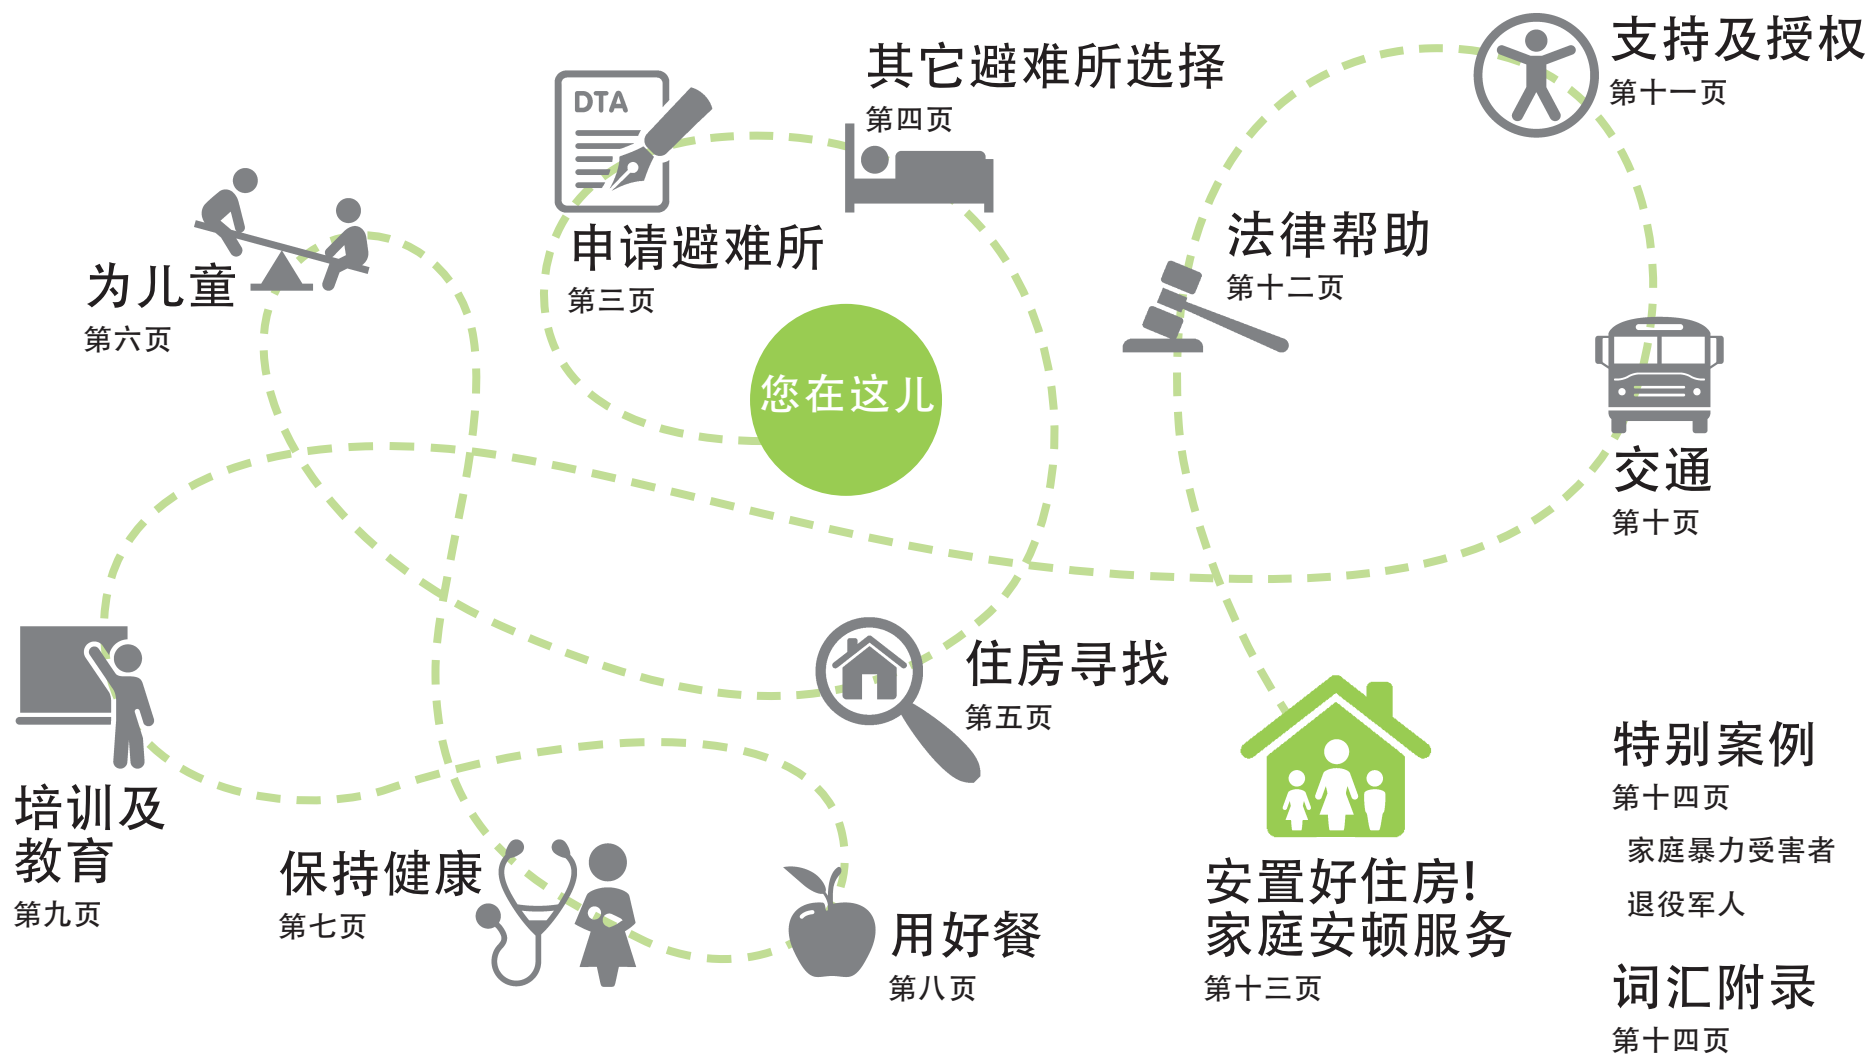 您在这儿
DTA
申请避难所
第三页
其它避难所选择
第四页
住房寻找
第五页
为儿童
第六页
保持健康
第七页
用好餐
第八页
培训及
教育
第九页
交通
第十页
支持及授权
第十一页
法律帮助
第十二页
安置好住房!
家庭安顿服务
第十三页
特别案例
第十四页
家庭暴力受害者
退役军人
词汇附录
第十四页